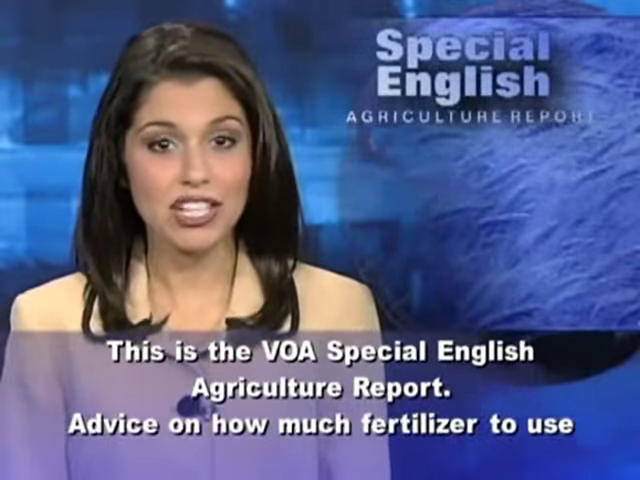 Special
English
AGRICULTURE REPORT
This is the VOA Special English
Agriculture Report.
Advice on how much fertilizer to use